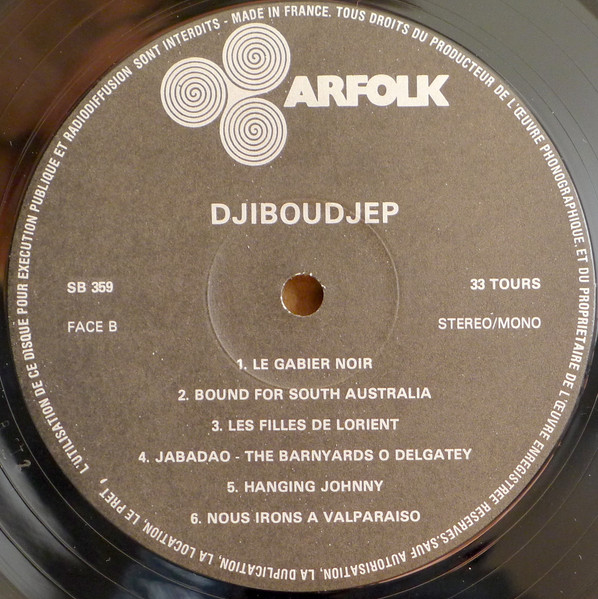 ARFOLK
DJIBOUDJEP
SB 359
33 TOURS
FACE B
STEREO/MONO
1. LE GABIER NOIR
2. BOUND FOR SOUTH AUSTRALIA
3. LES FILLES DE LORIENT
4. JABADAO - THE BARNYARDS O DELGATEY
5. HANGING JOHNNY
6. NOUS IRONS A VALPARAISO
MADE IN FRANCE. TOUS DROITS DU PRODUCTEUR DE L'ŒUVRE PHONOGRAPHIQUE. ET DU PROPRIETAIRE DE L'ŒUVRE ENREGISTREE RESERVES. SAUF AUTORISATION, LA DUPLICATION, LA LOCATION, LE PRET, L'UTILISATION DE CE DISQUE POUR EXECUTION PUBLIQUE ET RADIODIFFUSION SONT INTERDITS -